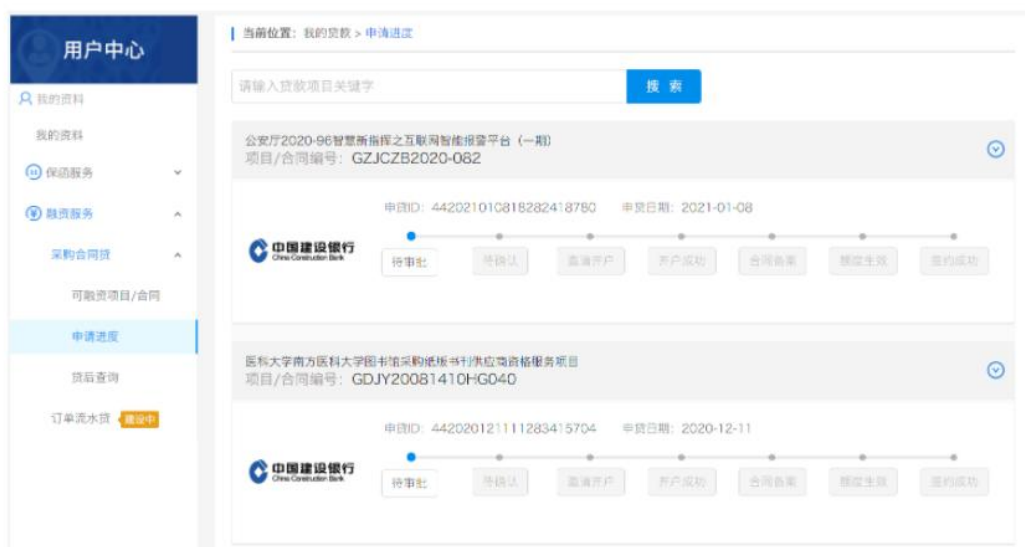 用户中心
我的资料
我的资料
保函服务
融资服务
采购合同贷
可融资项目/合同
申请进度
贷后查询
订单流水贷 建设中
当前位置：我的贷款 > 申请进度
请输入贷款项目关键字
搜 索
公安厅2020-96智慧新指挥之互联网智能报警平台（一期）
项目/合同编号：GZJCZB2020-082
申贷ID: 442021010818282418780 申贷日期: 2021-01-08
中国建设银行
China Construction Bank
待审批 待确认 邀请开户 开户成功 合同备案 额度生效 签约成功
医科大学南方医科大学图书馆采购纸版书刊供应商资格服务项目
项目/合同编号：GDJY20081410HG040
申贷ID: 442020121111283415704 申贷日期: 2020-12-11
中国建设银行
China Construction Bank
待审批 待确认 邀请开户 开户成功 合同备案 额度生效 签约成功